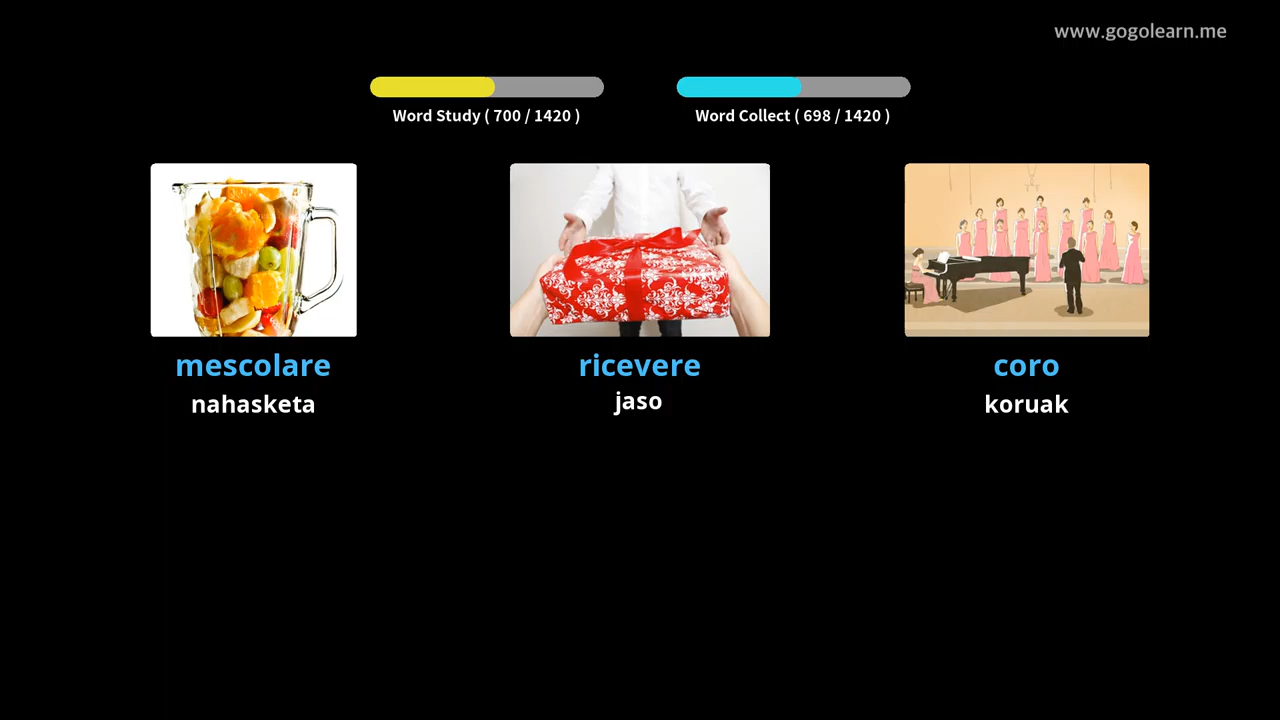 www.gogolearn.me
Word Study ( 700 / 1420 )
Word Collect ( 698 / 1420 )
mescolare
nahasketa
ricevere
jaso
coro
koruak